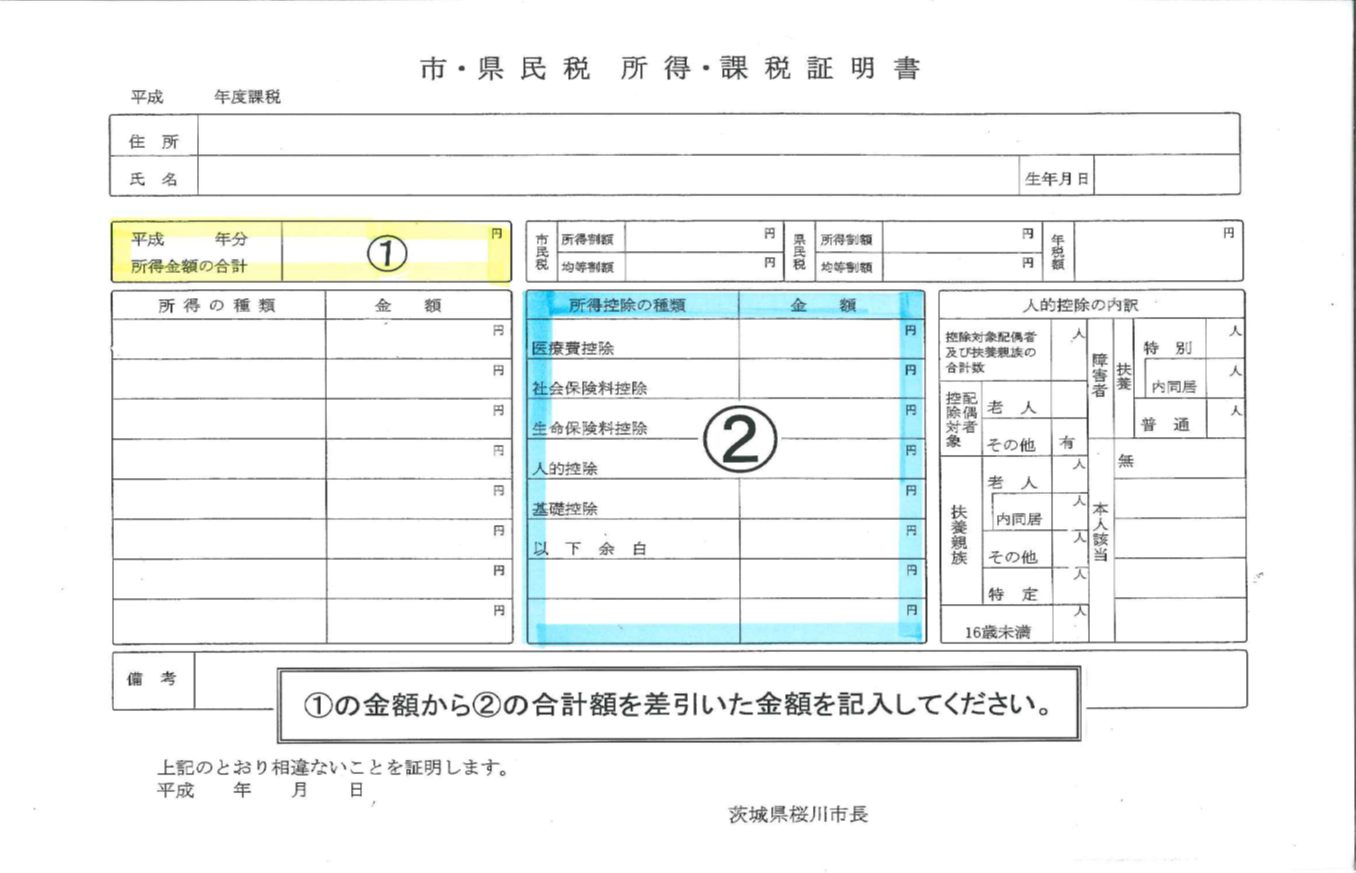 市・県民税 所得・課税証明書
平成 年度課税
住 所
氏 名 生年月日
平成 年分
所得金額の合計 ① 円
市民税 所得割額 円 県民税 所得割額 円 年税額 円
均等割額 円 均等割額 円
所得の種類 金 額
円
円
円
円
円
円
円
円
所得控除の種類 金 額
医療費控除 円
社会保険料控除 円
生命保険料控除 円
②
人的控除 円
基礎控除 円
以 下 余 白 円
円
円
人的控除の内訳
控除対象配偶者
及び扶養親族の
合計数 人
控除対象配偶者 老 人
その他 有
扶養親族 老 人 人
内同居 人
その他 人
特 定 人
16歳未満 人
障害者 扶養 特 別 人
内同居 人
普 通 人
本人該当 無
備 考
①の金額から②の合計額を差引いた金額を記入してください。
上記のとおり相違ないことを証明します。
平成 年 月 日
茨城県桜川市長